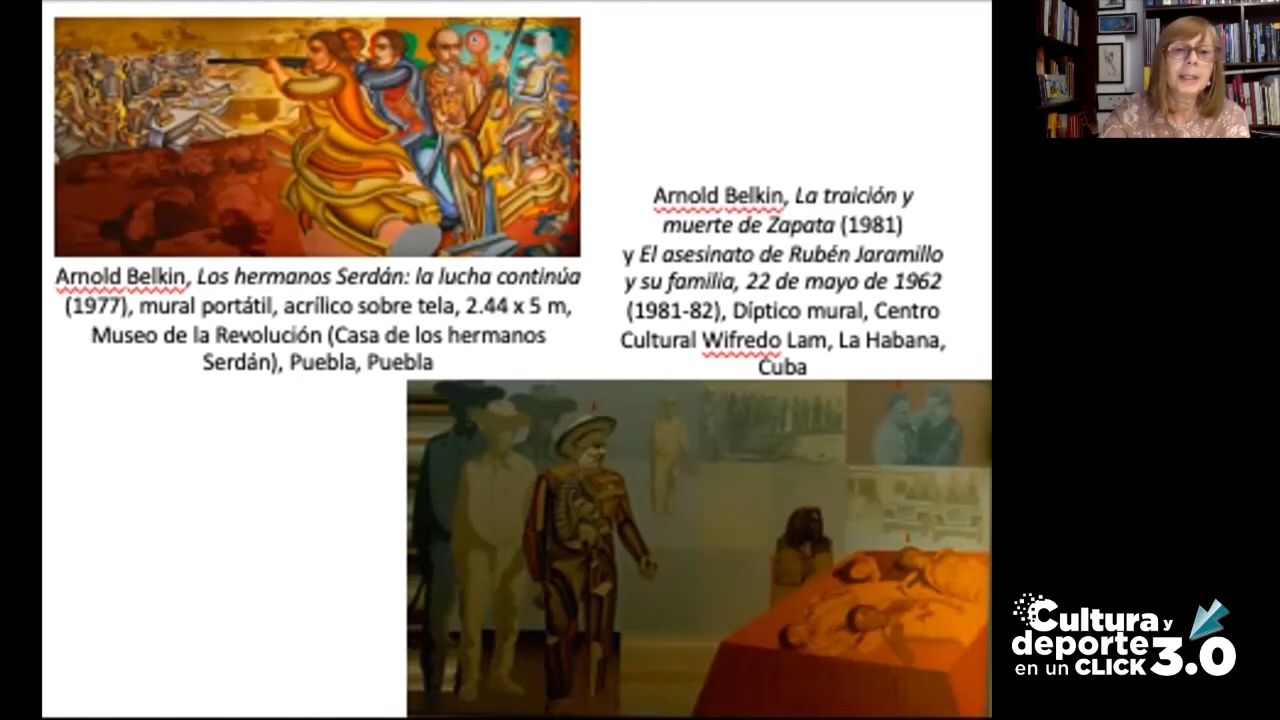 Arnold Belkin, Los hermanos Serdán: la lucha continúa
(1977), mural portátil, acrílico sobre tela, 2.44 x 5 m,
Museo de la Revolución (Casa de los hermanos
Serdán), Puebla, Puebla
Arnold Belkin, La traición y
muerte de Zapata (1981)
y El asesinato de Rubén Jaramillo
y su familia, 22 de mayo de 1962
(1981-82), Díptico mural, Centro
Cultural Wifredo Lam, La Habana,
Cuba
Cultura y
deporte
en un CLICK 3.0